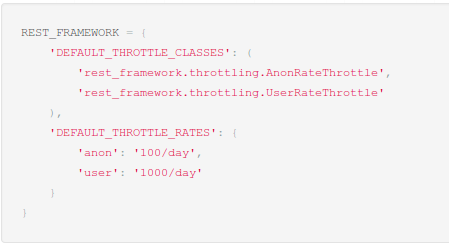 REST_FRAMEWORK = {
    'DEFAULT_THROTTLE_CLASSES': (
        'rest_framework.throttling.AnonRateThrottle',
        'rest_framework.throttling.UserRateThrottle'
    ),
    'DEFAULT_THROTTLE_RATES': {
        'anon': '100/day',
        'user': '1000/day'
    }
}